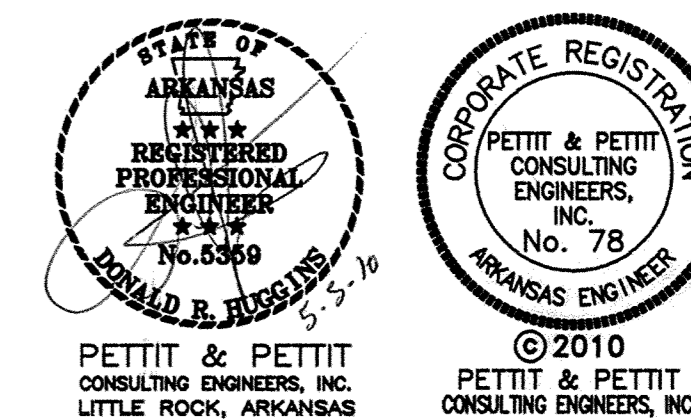 STATE OF
ARKANSAS
★ ★ ★
REGISTERED
PROFESSIONAL
ENGINEER
★ ★ ★
No.5359
DONALD R. HUGGINS
5-5-10
PETTIT & PETTIT
CONSULTING ENGINEERS, INC.
LITTLE ROCK, ARKANSAS
CORPORATE REGISTRATION
PETTIT & PETTIT
CONSULTING
ENGINEERS,
INC.
No. 78
ARKANSAS ENGINEER
©2010
PETTIT & PETTIT
CONSULTING ENGINEERS, INC